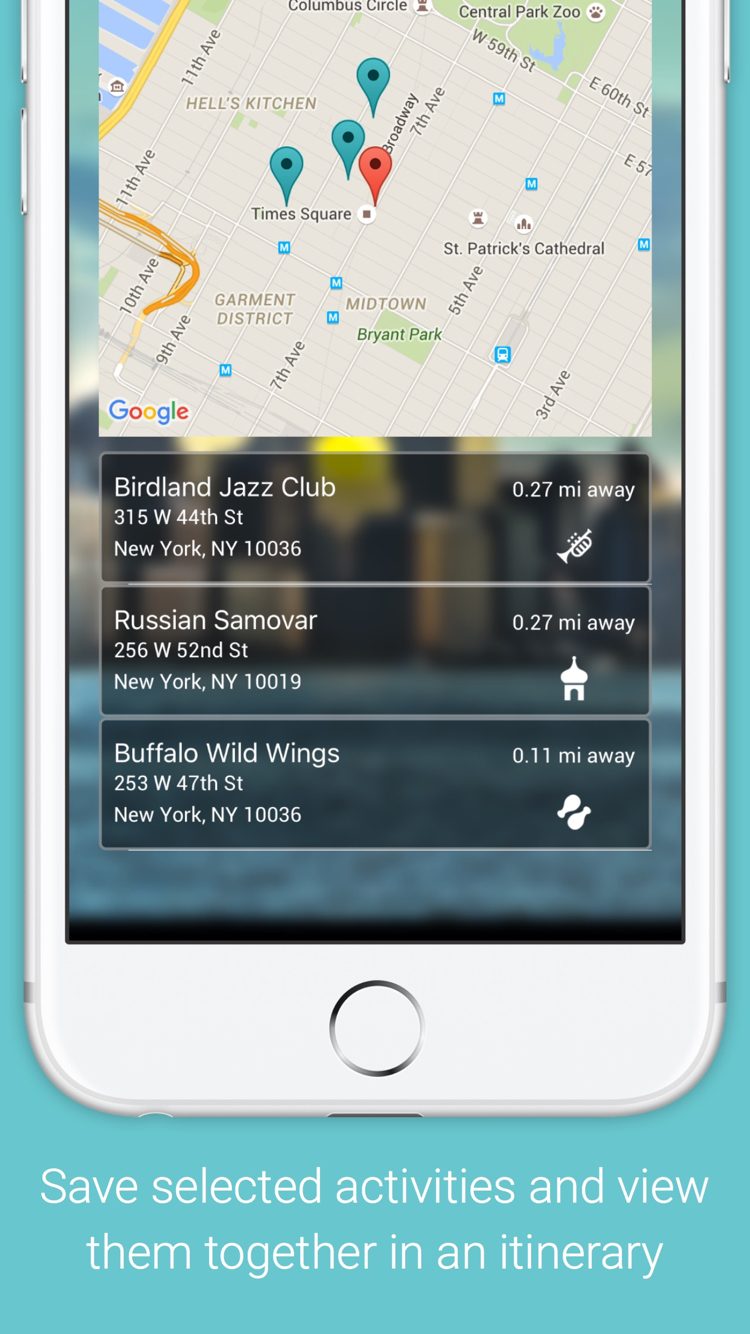 Columbus Circle
Central Park Zoo
W 59th St
11th Ave
E 60th St
HELL'S KITCHEN
Broadway
7th Ave
E 57
11th Ave
Times Square
St. Patrick's Cathedral
10th Ave
5th Ave
GARMENT
DISTRICT
MIDTOWN
Bryant Park
9th Ave
7th Ave
3rd Ave
M
M
M
M
M
M
M
Google
Birdland Jazz Club
0.27 mi away
315 W 44th St
New York, NY 10036
Russian Samovar
0.27 mi away
256 W 52nd St
New York, NY 10019
Buffalo Wild Wings
0.11 mi away
253 W 47th St
New York, NY 10036
Save selected activities and view
them together in an itinerary